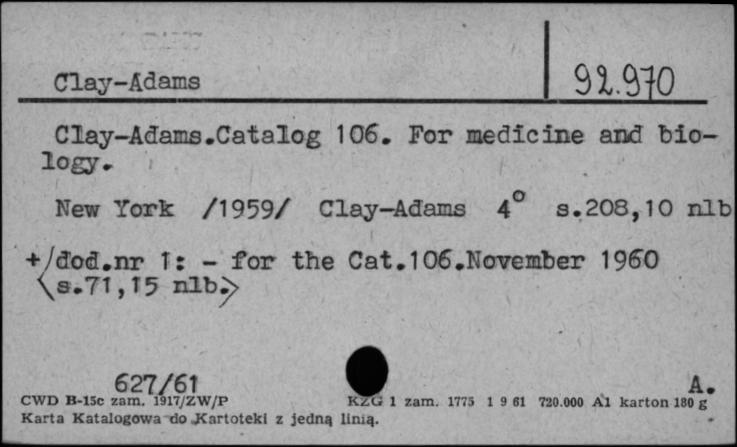 Clay-Adams 92.970
Clay-Adams.Catalog 106. For medicine and bio-
logy.
New York /1959/ Clay-Adams 4° s.208,10 nlb
+/dod.nr 1: - for the Cat.106.November 1960
<s.71,15 nlb.>
627/61 A.
CWD B-15c zam. 1917/ZW/P KZG 1 zam. 1775 1 9 61 720.000 A1 karton 180 g
Karta Katalogowa do Kartoteki z jedną linią.